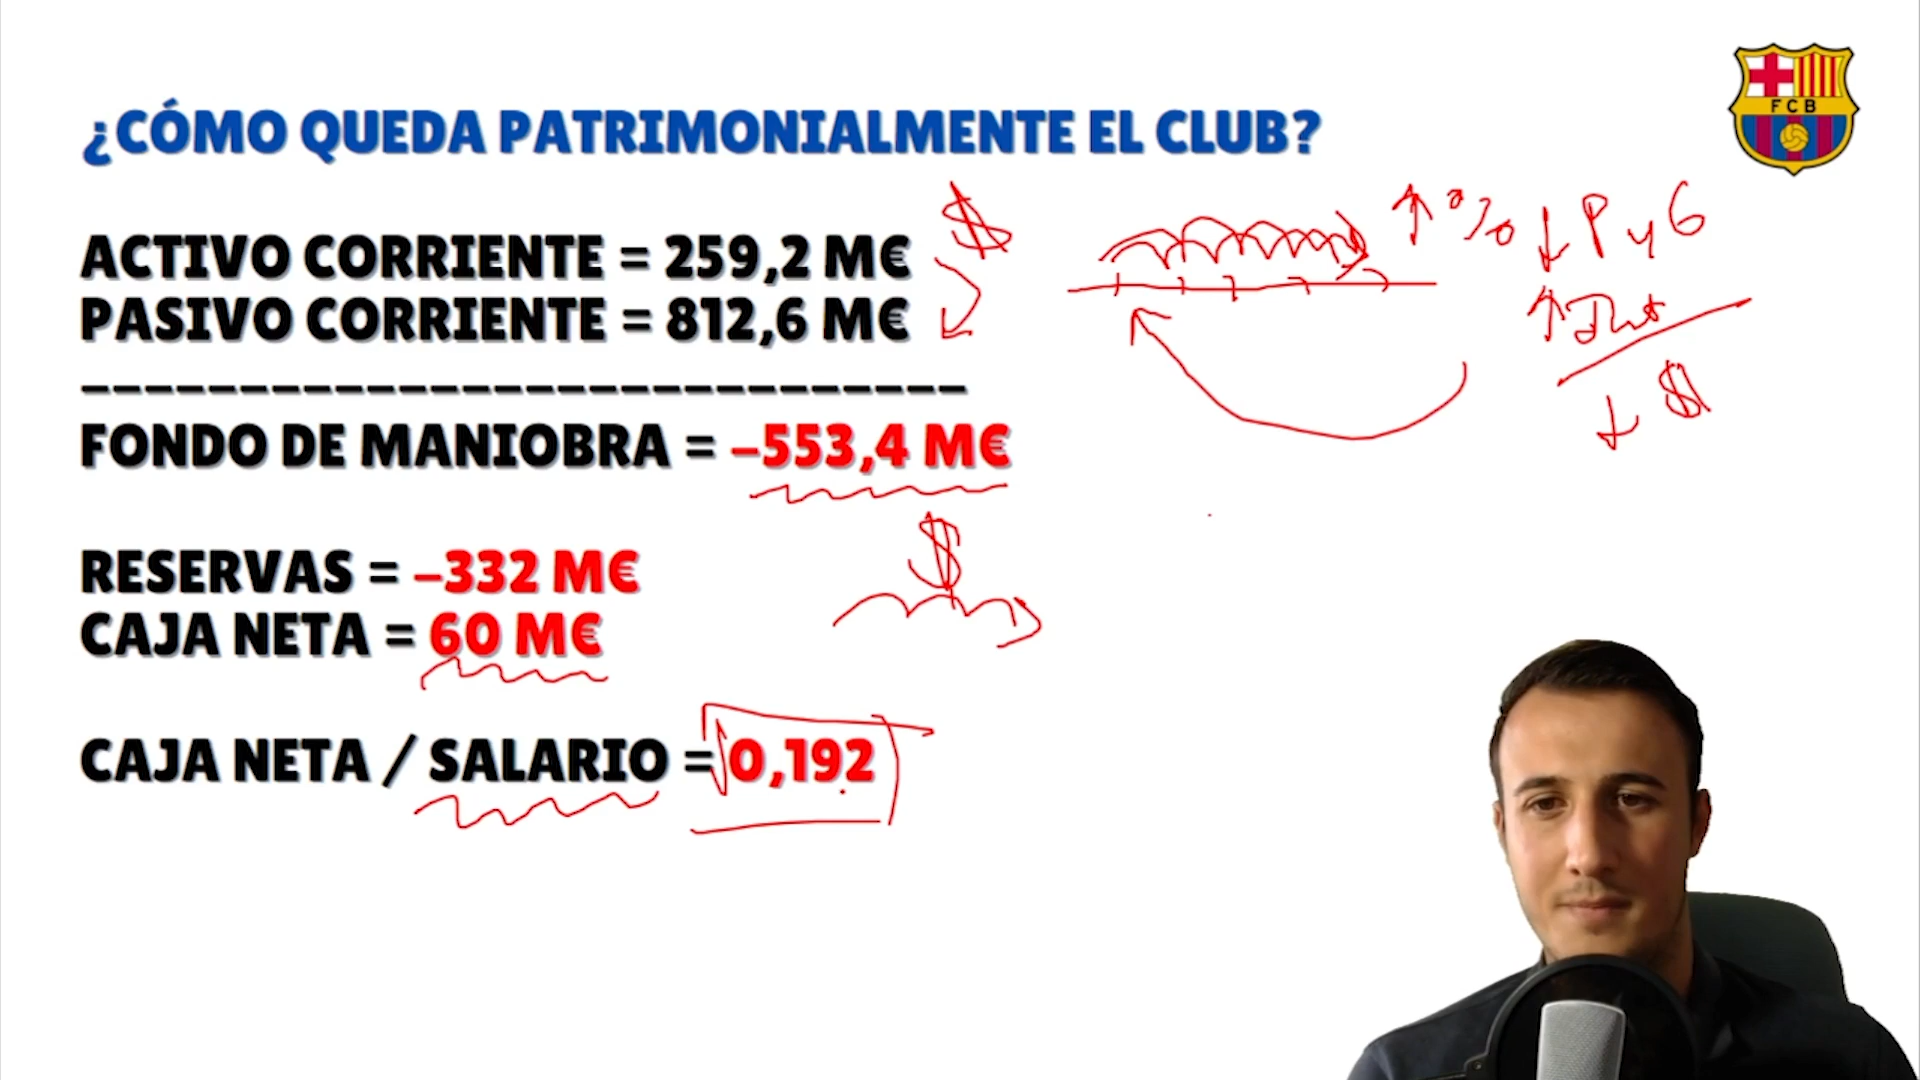 FCB
¿CÓMO QUEDA PATRIMONIALMENTE EL CLUB?
$
↑ % ↓ P y G
ACTIVO CORRIENTE = 259,2 M€
PASIVO CORRIENTE = 812,6 M€
↓ $
FONDO DE MANIOBRA = -553,4 M€
$
RESERVAS = -332 M€
CAJA NETA = 60 M€
CAJA NETA / SALARIO = 0,192